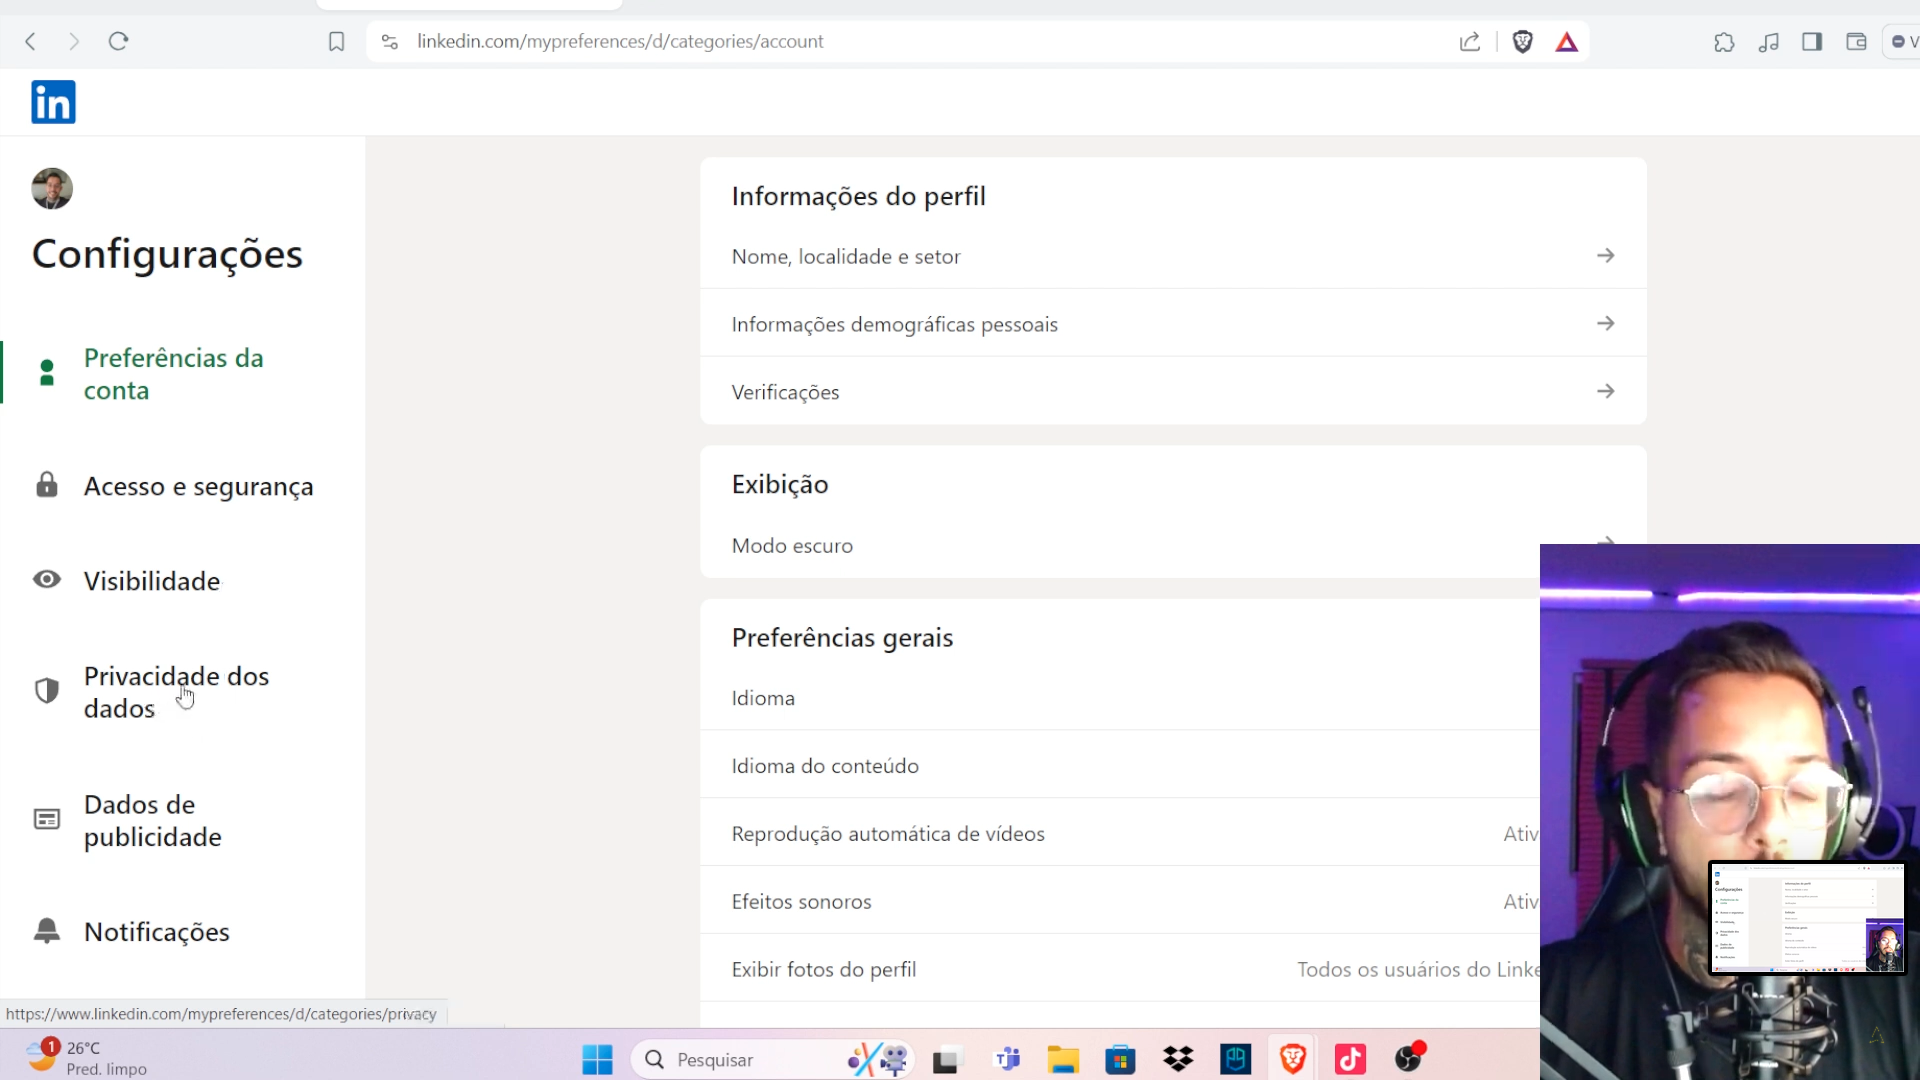 linkedin.com/mypreferences/d/categories/account
V
in
Configurações
Preferências da
conta
Acesso e segurança
Visibilidade
Privacidade dos
dados
Dados de
publicidade
Notificações
Informações do perfil
Nome, localidade e setor
Informações demográficas pessoais
Verificações
Exibição
Modo escuro
Preferências gerais
Idioma
Idioma do conteúdo
Reprodução automática de vídeos
Ativ
Efeitos sonoros
Ativ
Exibir fotos do perfil
Todos os usuários do Linke
https://www.linkedin.com/mypreferences/d/categories/privacy
1
26°C
Pred. limpo
Pesquisar